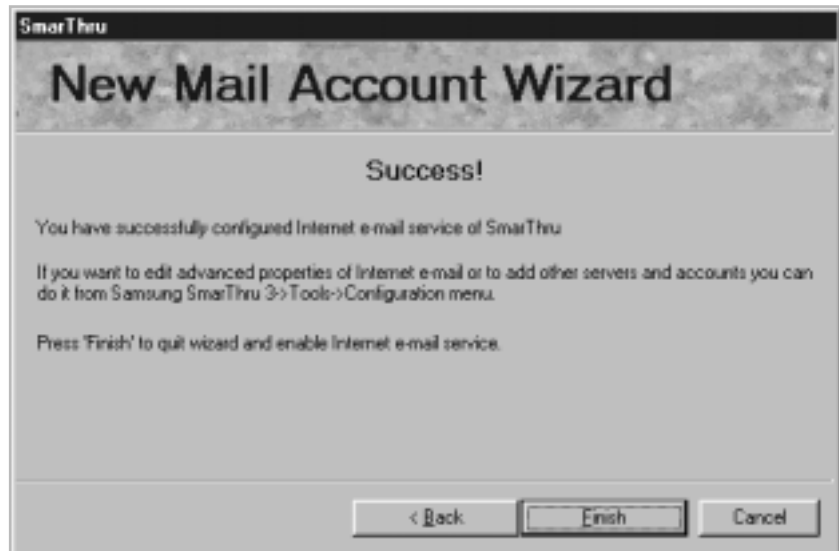 SmarThru
New Mail Account Wizard
Success!
You have successfully configured Internet e-mail service of SmarThru
If you want to edit advanced properties of Internet e-mail or to add other servers and accounts you can
do it from Samsung SmarThru 3->Tools->Configuration menu.
Press 'Finish' to quit wizard and enable Internet e-mail service.
< Back Finish Cancel